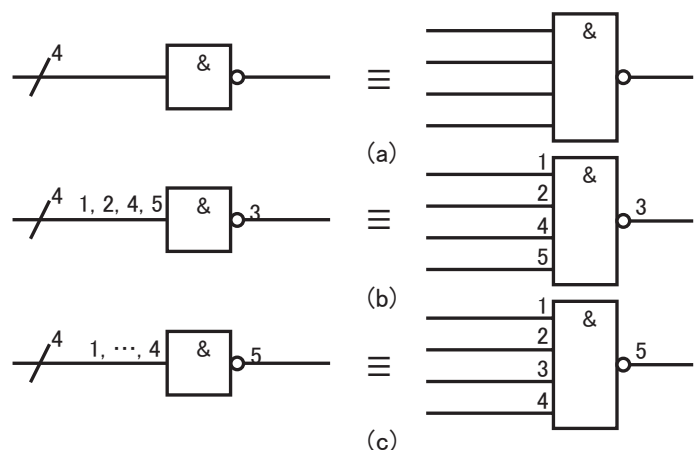 4 & ≡ &
(a)
4 1, 2, 4, 5 & 3 ≡ 1 2 4 5 & 3
(b)
4 1, ⋯, 4 & 5 ≡ 1 2 3 4 & 5
(c)